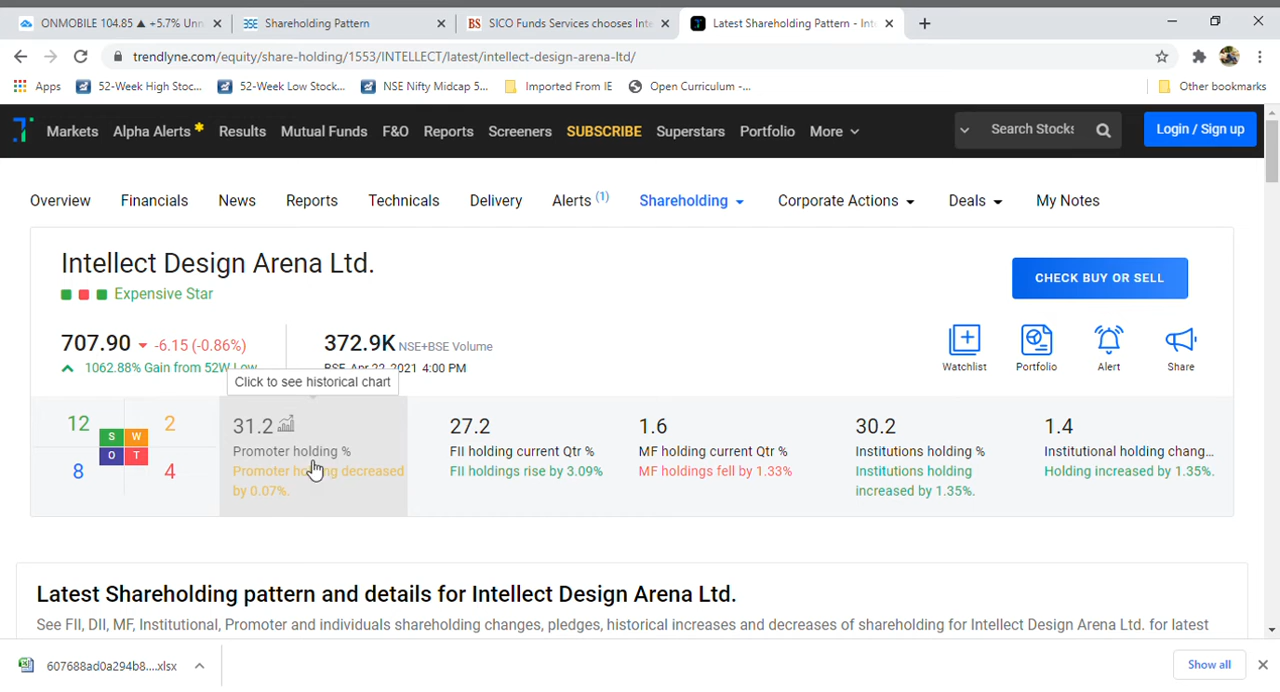 ONMOBILE 104.85 ▲ +5.7% Unn
BSE Shareholding Pattern
BS SICO Funds Services chooses Inte
Latest Shareholding Pattern - Inte
trendlyne.com/equity/share-holding/1553/INTELLECT/latest/intellect-design-arena-ltd/
Apps 52-Week High Stoc... 52-Week Low Stock... NSE Nifty Midcap 5... Imported From IE Open Curriculum -... Other bookmarks
Markets Alpha Alerts * Results Mutual Funds F&O Reports Screeners SUBSCRIBE Superstars Portfolio More Search Stocks Login / Sign up
Overview Financials News Reports Technicals Delivery Alerts (1) Shareholding Corporate Actions Deals My Notes
Intellect Design Arena Ltd.
Expensive Star
CHECK BUY OR SELL
707.90 -6.15 (-0.86%)
1062.88% Gain from 52W Low
372.9K NSE+BSE Volume
BSE Apr 22, 2021 4:00 PM
Watchlist Portfolio Alert Share
Click to see historical chart
12 2
S W
O T
8 4
31.2
Promoter holding %
Promoter holding decreased
by 0.07%.
27.2
FII holding current Qtr %
FII holdings rise by 3.09%
1.6
MF holding current Qtr %
MF holdings fell by 1.33%
30.2
Institutions holding %
Institutions holding
increased by 1.35%.
1.4
Institutional holding chang...
Holding increased by 1.35%.
Latest Shareholding pattern and details for Intellect Design Arena Ltd.
See FII, DII, MF, Institutional, Promoter and individuals shareholding changes, pledges, historical increases and decreases of shareholding for Intellect Design Arena Ltd. for latest
607688ad0a294b8....xlsx
Show all